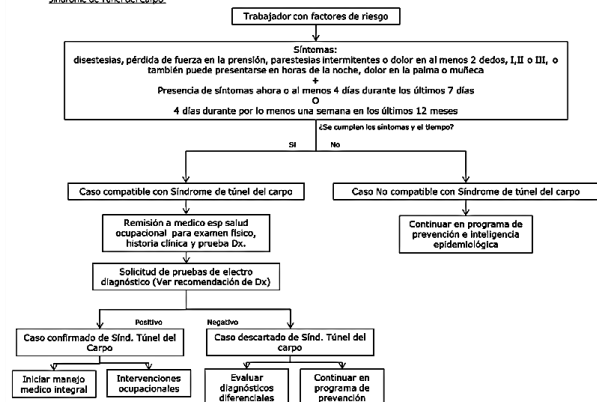 Síndrome de Túnel del Carpo.
Trabajador con factores de riesgo
Síntomas:
disestesias, pérdida de fuerza en la prensión, parestesias intermitentes o dolor en al menos 2 dedos, I,II o III, o
también puede presentarse en horas de la noche, dolor en la palma o muñeca
+
Presencia de síntomas ahora o al menos 4 días durante los últimos 7 días
O
4 días durante por lo menos una semana en los últimos 12 meses
¿Se cumplen los síntomas y el tiempo?
Si
No
Caso compatible con Síndrome de túnel del carpo
Caso No compatible con Síndrome de túnel del carpo
Remisión a medico esp salud
ocupacional para examen físico,
historia clínica y prueba Dx.
Continuar en programa de
prevención e inteligencia
epidemiológica
Solicitud de pruebas de electro
diagnóstico (Ver recomendación de Dx)
Positivo
Negativo
Caso confirmado de Sínd. Túnel del
Carpo
Caso descartado de Sínd. Túnel del
carpo
Iniciar manejo
medico integral
Intervenciones
ocupacionales
Evaluar
diagnósticos
diferenciales
Continuar en
programa de
prevención